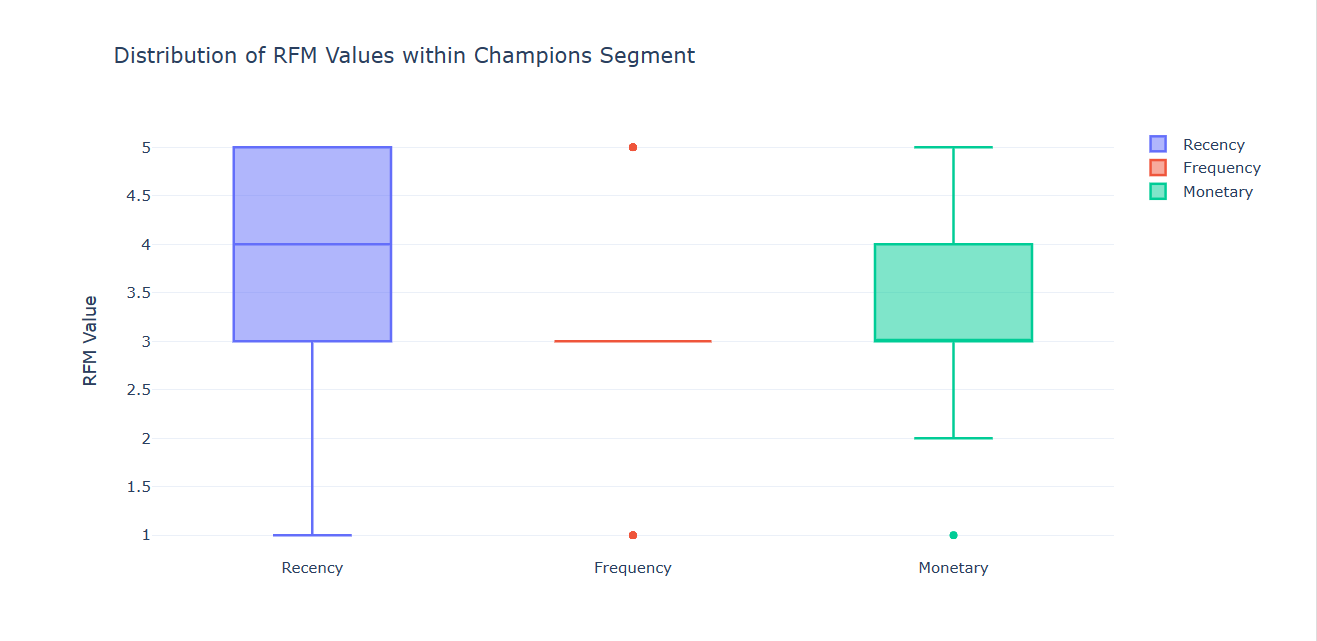 Distribution of RFM Values within Champions Segment
RFM Value
5
4.5
4
3.5
3
2.5
2
1.5
1
Recency
Frequency
Monetary
Recency
Frequency
Monetary